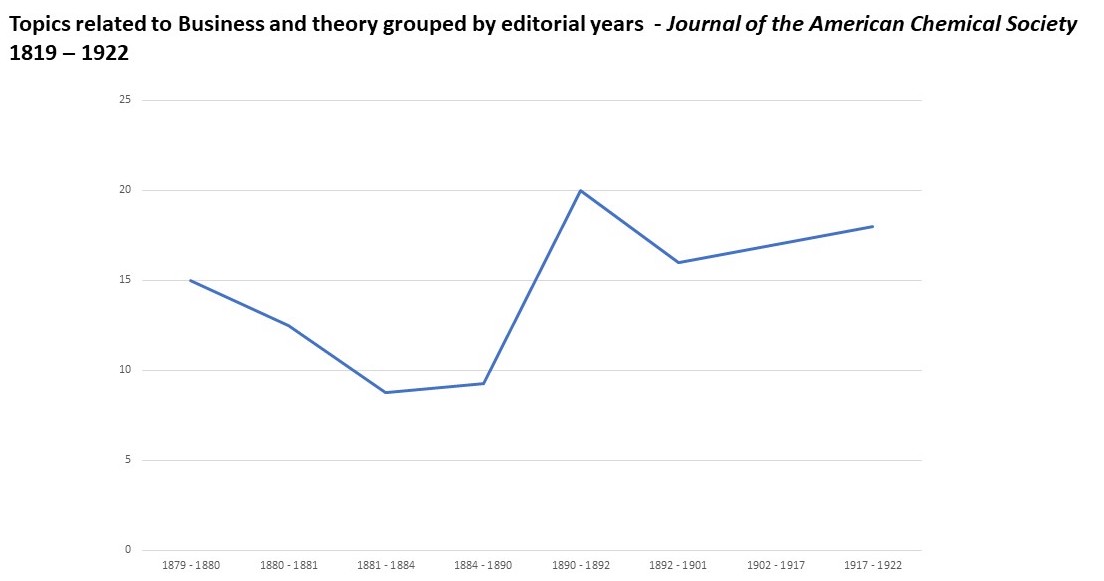 Topics related to Business and theory grouped by editorial years - Journal of the American Chemical Society
1819 – 1922
25
20
15
10
5
0
1879 - 1880 1880 - 1881 1881 - 1884 1884 - 1890 1890 - 1892 1892 - 1901 1902 - 1917 1917 - 1922